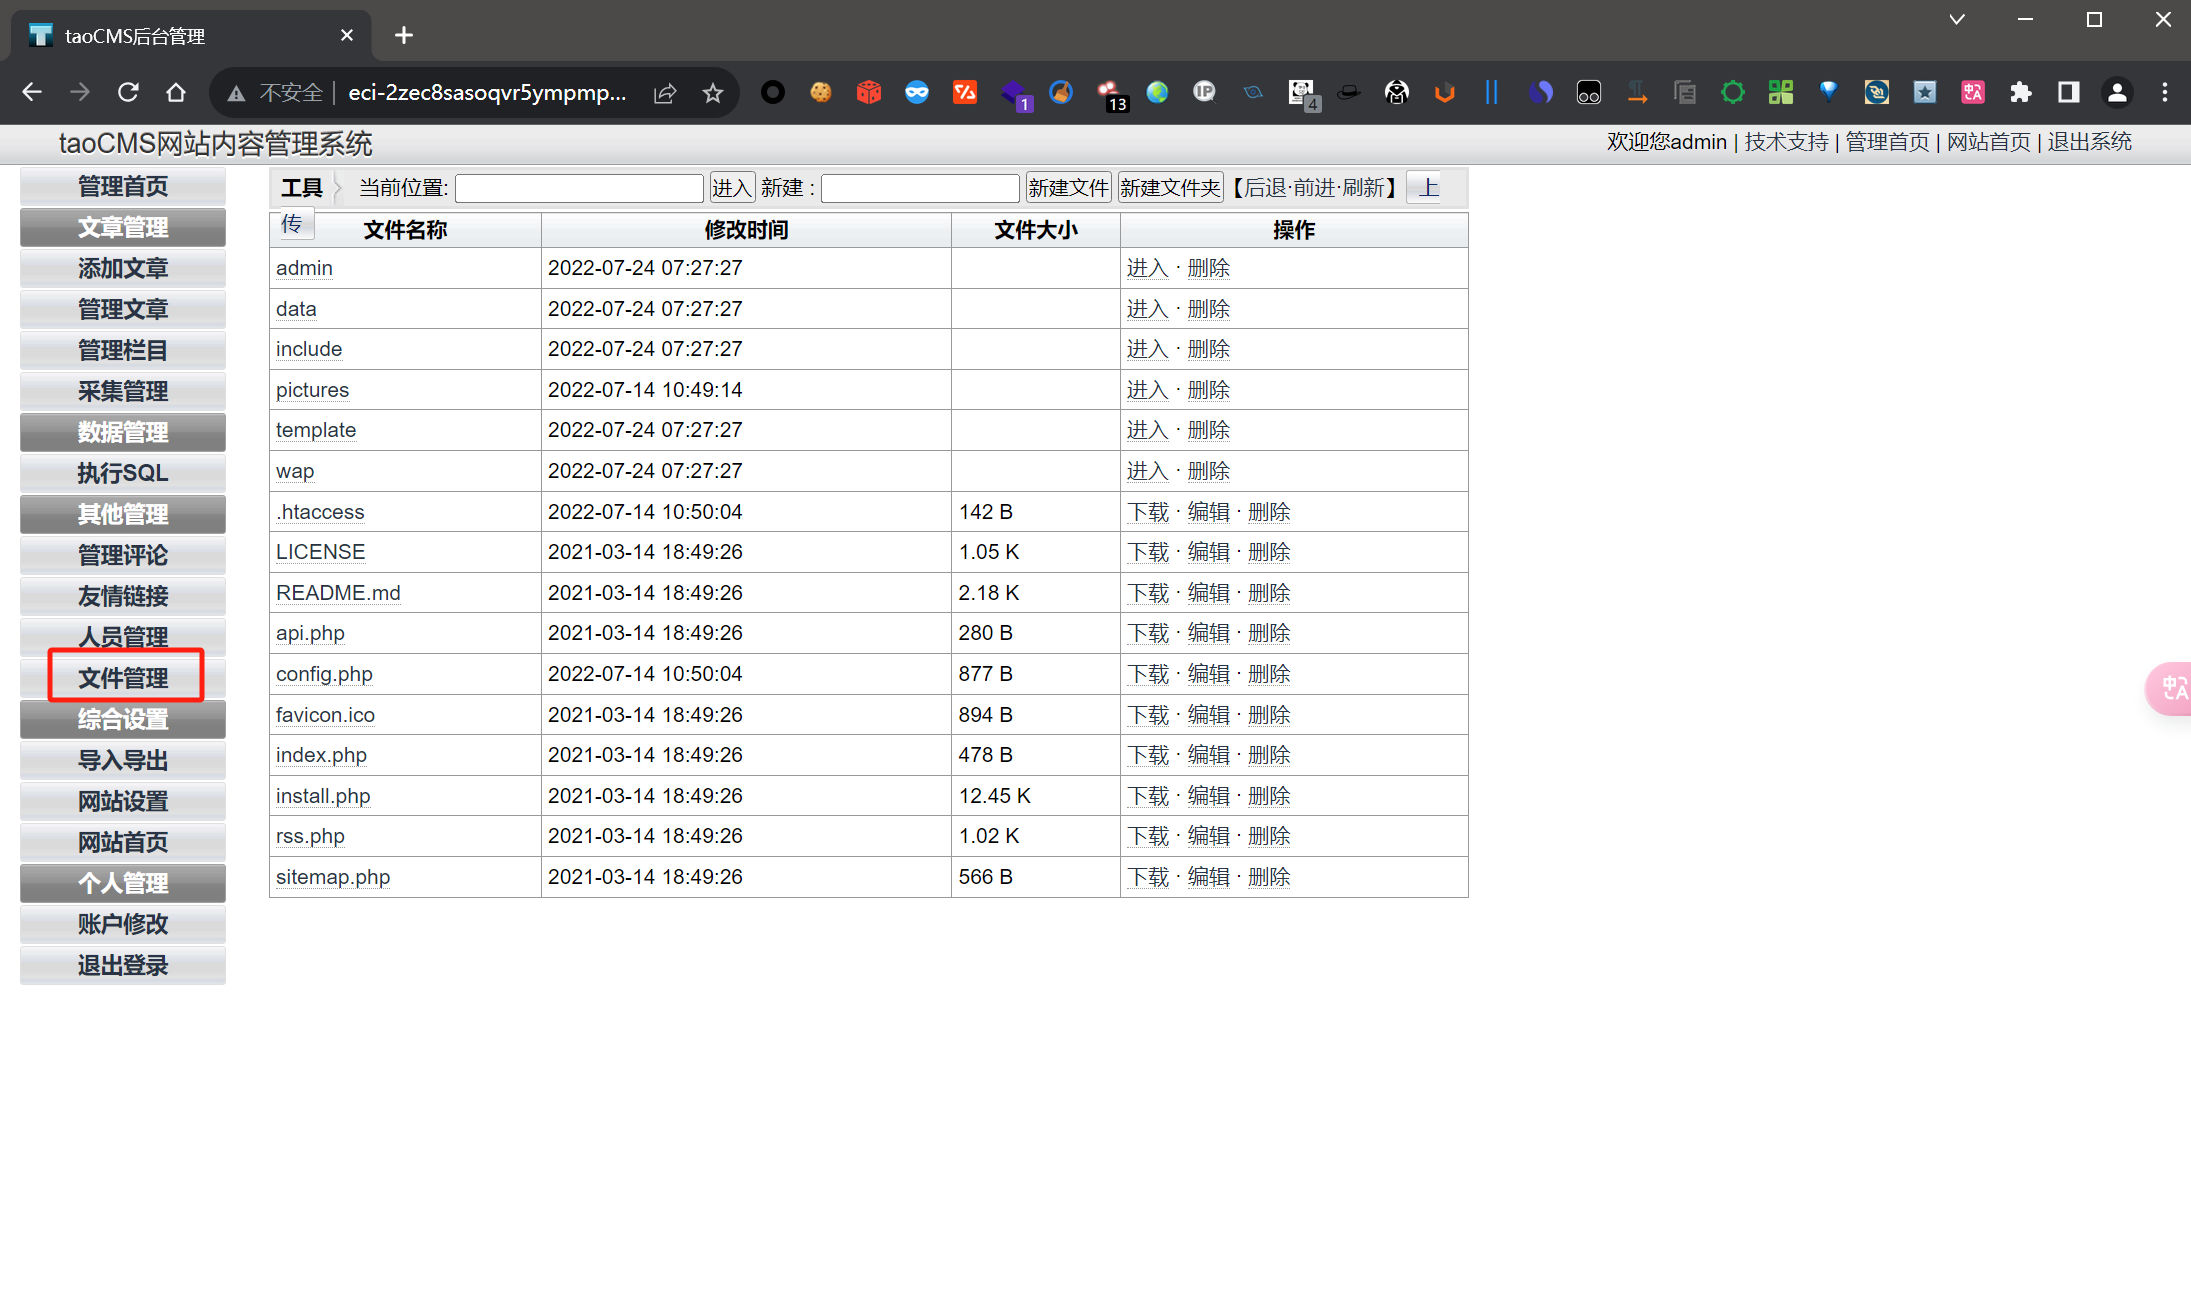 taoCMS后台管理
不安全 eci-2zec8sasoqvr5ympmp...
1
13
IP
4
taoCMS网站内容管理系统
欢迎您admin | 技术支持 | 管理首页 | 网站首页 | 退出系统
管理首页
文章管理
添加文章
管理文章
管理栏目
采集管理
数据管理
执行SQL
其他管理
管理评论
友情链接
人员管理
文件管理
综合设置
导入导出
网站设置
网站首页
个人管理
账户修改
退出登录
工具 当前位置: 进入 新建 : 新建文件 新建文件夹 【后退·前进·刷新】 上
传
文件名称 修改时间 文件大小 操作
admin 2022-07-24 07:27:27 进入 · 删除
data 2022-07-24 07:27:27 进入 · 删除
include 2022-07-24 07:27:27 进入 · 删除
pictures 2022-07-14 10:49:14 进入 · 删除
template 2022-07-24 07:27:27 进入 · 删除
wap 2022-07-24 07:27:27 进入 · 删除
.htaccess 2022-07-14 10:50:04 142 B 下载 · 编辑 · 删除
LICENSE 2021-03-14 18:49:26 1.05 K 下载 · 编辑 · 删除
README.md 2021-03-14 18:49:26 2.18 K 下载 · 编辑 · 删除
api.php 2021-03-14 18:49:26 280 B 下载 · 编辑 · 删除
config.php 2022-07-14 10:50:04 877 B 下载 · 编辑 · 删除
favicon.ico 2021-03-14 18:49:26 894 B 下载 · 编辑 · 删除
index.php 2021-03-14 18:49:26 478 B 下载 · 编辑 · 删除
install.php 2021-03-14 18:49:26 12.45 K 下载 · 编辑 · 删除
rss.php 2021-03-14 18:49:26 1.02 K 下载 · 编辑 · 删除
sitemap.php 2021-03-14 18:49:26 566 B 下载 · 编辑 · 删除